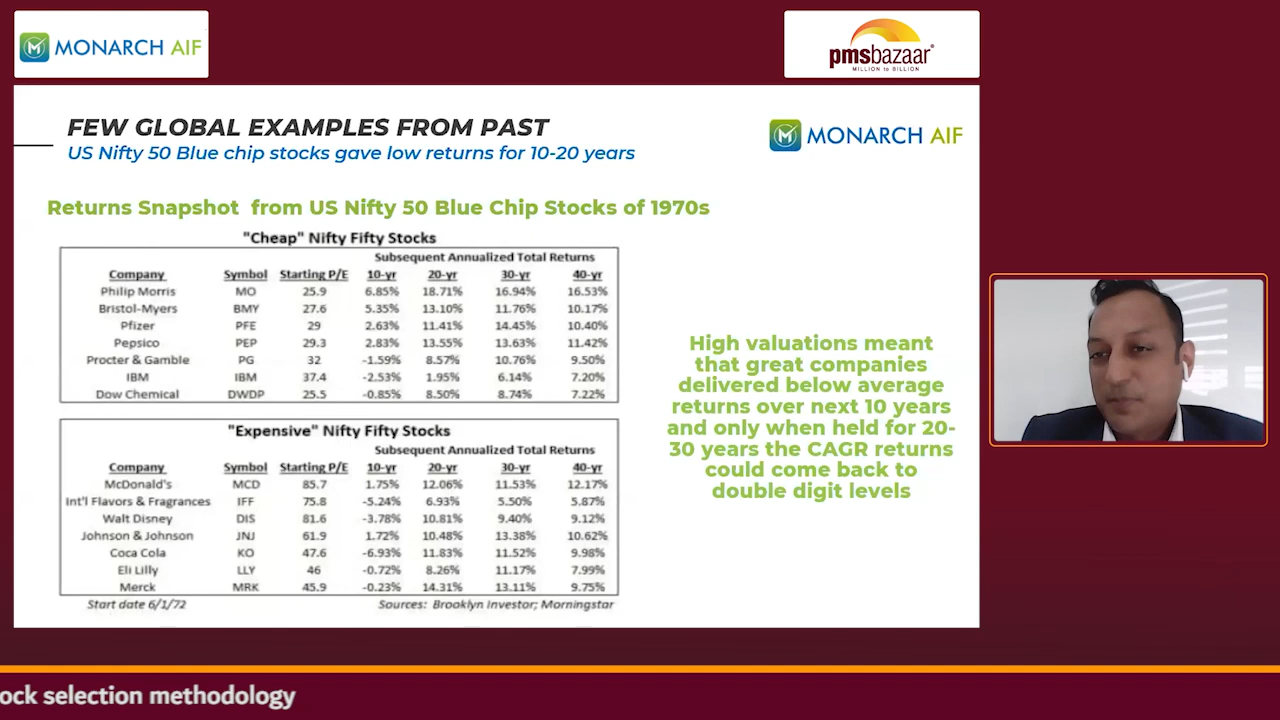 MONARCH AIF
pmsbazaar
MILLION to BILLION
FEW GLOBAL EXAMPLES FROM PAST
US Nifty 50 Blue chip stocks gave low returns for 10-20 years
MONARCH AIF
Returns Snapshot from US Nifty 50 Blue Chip Stocks of 1970s
"Cheap" Nifty Fifty Stocks
Subsequent Annualized Total Returns
Company Symbol Starting P/E 10-yr 20-yr 30-yr 40-yr
Philip Morris MO 25.9 6.85% 18.71% 16.94% 16.53%
Bristol-Myers BMY 27.6 5.35% 13.10% 11.76% 10.17%
Pfizer PFE 29 2.63% 11.41% 14.45% 10.40%
Pepsico PEP 29.3 2.83% 13.55% 13.63% 11.42%
Procter & Gamble PG 32 -1.59% 8.57% 10.76% 9.50%
IBM IBM 37.4 -2.53% 1.95% 6.14% 7.20%
Dow Chemical DWDP 25.5 -0.85% 8.50% 8.74% 7.22%
"Expensive" Nifty Fifty Stocks
Subsequent Annualized Total Returns
Company Symbol Starting P/E 10-yr 20-yr 30-yr 40-yr
McDonald's MCD 85.7 1.75% 12.06% 11.53% 12.17%
Int'l Flavors & Fragrances IFF 75.8 -5.24% 6.93% 5.50% 5.87%
Walt Disney DIS 81.6 -3.78% 10.81% 9.40% 9.12%
Johnson & Johnson JNJ 61.9 1.72% 10.48% 13.38% 10.62%
Coca Cola KO 47.6 -6.93% 11.83% 11.52% 9.98%
Eli Lilly LLY 46 -0.72% 8.26% 11.17% 7.99%
Merck MRK 45.9 -0.23% 14.31% 13.11% 9.75%
Start date 6/1/72 Sources: Brooklyn Investor; Morningstar
High valuations meant
that great companies
delivered below average
returns over next 10 years
and only when held for 20-
30 years the CAGR returns
could come back to
double digit levels
ock selection methodology